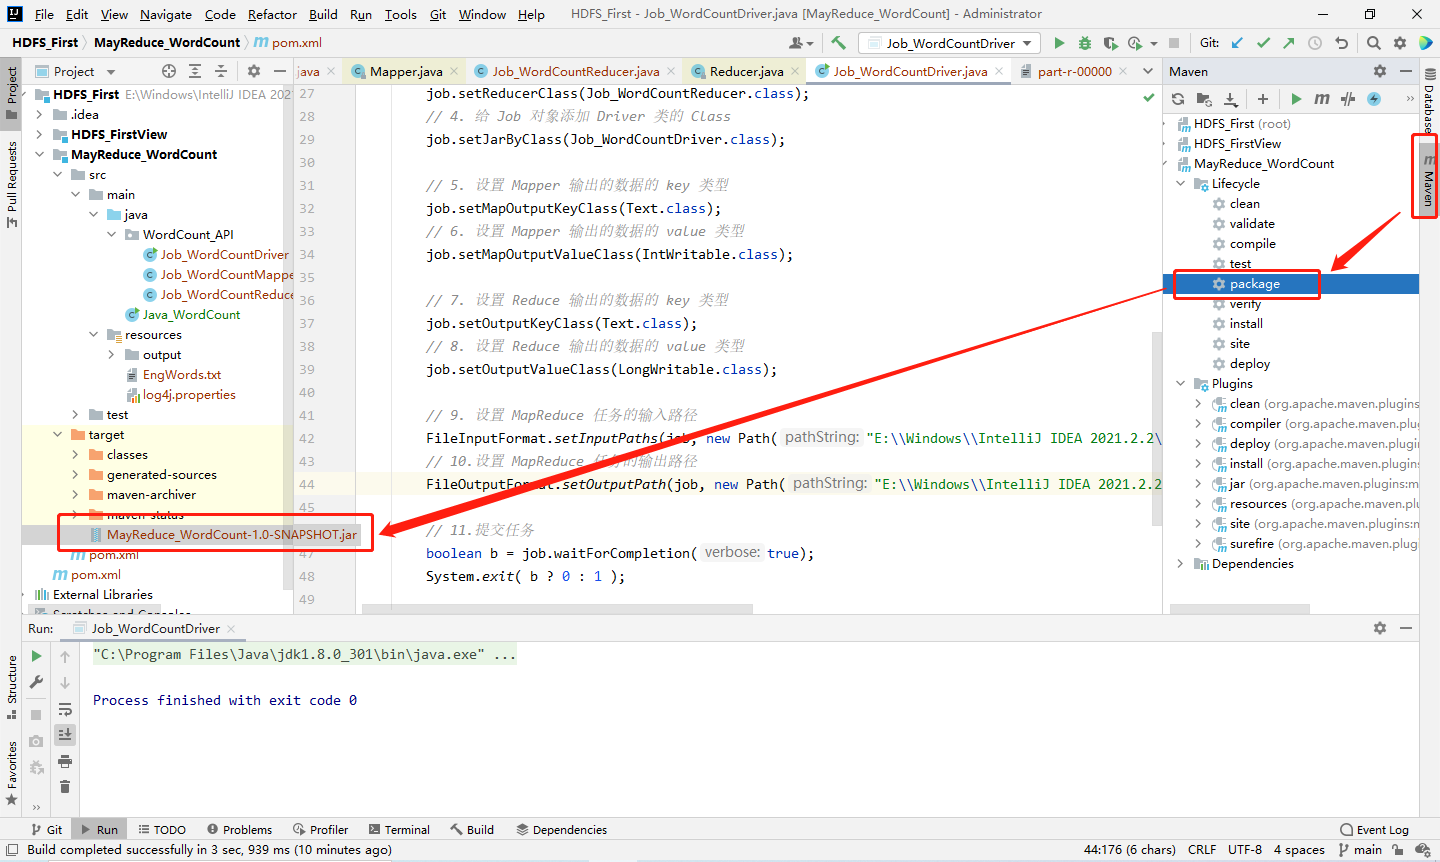 File Edit View Navigate Code Refactor Build Run Tools Git Window Help HDFS_First - Job_WordCountDriver.java [MayReduce_WordCount] - Administrator
HDFS_First MayReduce_WordCount pom.xml Job_WordCountDriver Git:
Project java Mapper.java Job_WordCountReducer.java Reducer.java Job_WordCountDriver.java part-r-00000 Maven
HDFS_First E:\Windows\IntelliJ IDEA 202
.idea
HDFS_FirstView
MayReduce_WordCount
src
main
java
WordCount_API
Job_WordCountDriver
Job_WordCountMappe
Job_WordCountReduce
Java_WordCount
resources
output
EngWords.txt
log4j.properties
test
target
classes
generated-sources
maven-archiver
maven-status
MayReduce_WordCount-1.0-SNAPSHOT.jar
pom.xml
pom.xml
External Libraries
Scratches and Consoles
27 job.setReducerClass(Job_WordCountReducer.class);
28 // 4. 给 Job 对象添加 Driver 类的 Class
29 job.setJarByClass(Job_WordCountDriver.class);
30
31 // 5. 设置 Mapper 输出的数据的 key 类型
32 job.setMapOutputKeyClass(Text.class);
33 // 6. 设置 Mapper 输出的数据的 value 类型
34 job.setMapOutputValueClass(IntWritable.class);
35
36 // 7. 设置 Reduce 输出的数据的 key 类型
37 job.setOutputKeyClass(Text.class);
38 // 8. 设置 Reduce 输出的数据的 value 类型
39 job.setOutputValueClass(LongWritable.class);
40
41 // 9. 设置 MapReduce 任务的输入路径
42 FileInputFormat.setInputPaths(job, new Path( pathString: "E:\\Windows\\IntelliJ IDEA 2021.2.2\
43 // 10.设置 MapReduce 任务的输出路径
44 FileOutputFormat.setOutputPath(job, new Path( pathString: "E:\\Windows\\IntelliJ IDEA 2021.2.2
45
// 11.提交任务
47 boolean b = job.waitForCompletion( verbose: true);
48 System.exit( b ? 0 : 1 );
49
HDFS_First (root)
HDFS_FirstView
MayReduce_WordCount
Lifecycle
clean
validate
compile
test
package
verify
install
site
deploy
Plugins
clean (org.apache.maven.plugins
compiler (org.apache.maven.plug
deploy (org.apache.maven.plugin
install (org.apache.maven.plugins
jar (org.apache.maven.plugins:m
resources (org.apache.maven.plu
site (org.apache.maven.plugins:n
surefire (org.apache.maven.plug
Dependencies
Project
Pull Requests
Structure
Favorites
Database
Maven
Run: Job_WordCountDriver
"C:\Program Files\Java\jdk1.8.0_301\bin\java.exe" ...
Process finished with exit code 0
Git Run TODO Problems Profiler Terminal Build Dependencies Event Log
Build completed successfully in 3 sec, 939 ms (10 minutes ago) 44:176 (6 chars) CRLF UTF-8 4 spaces main